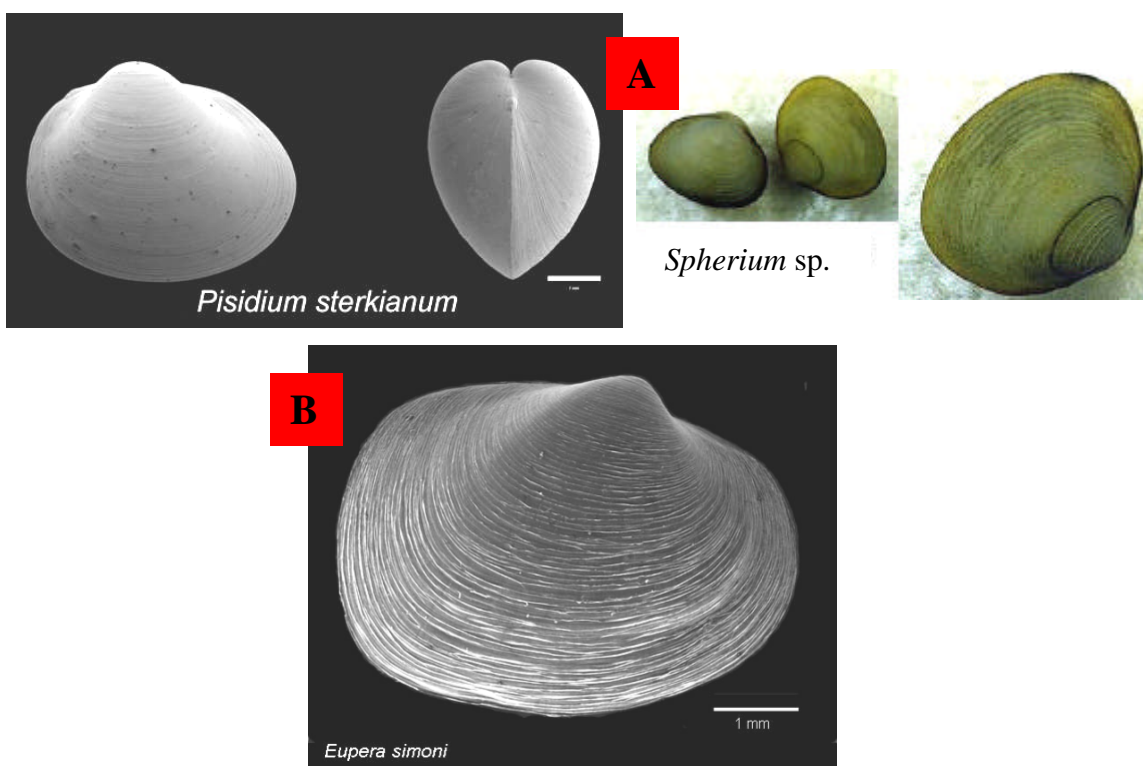 A
Spherium sp.
Pisidium sterkianum
B
1 mm
Eupera simoni